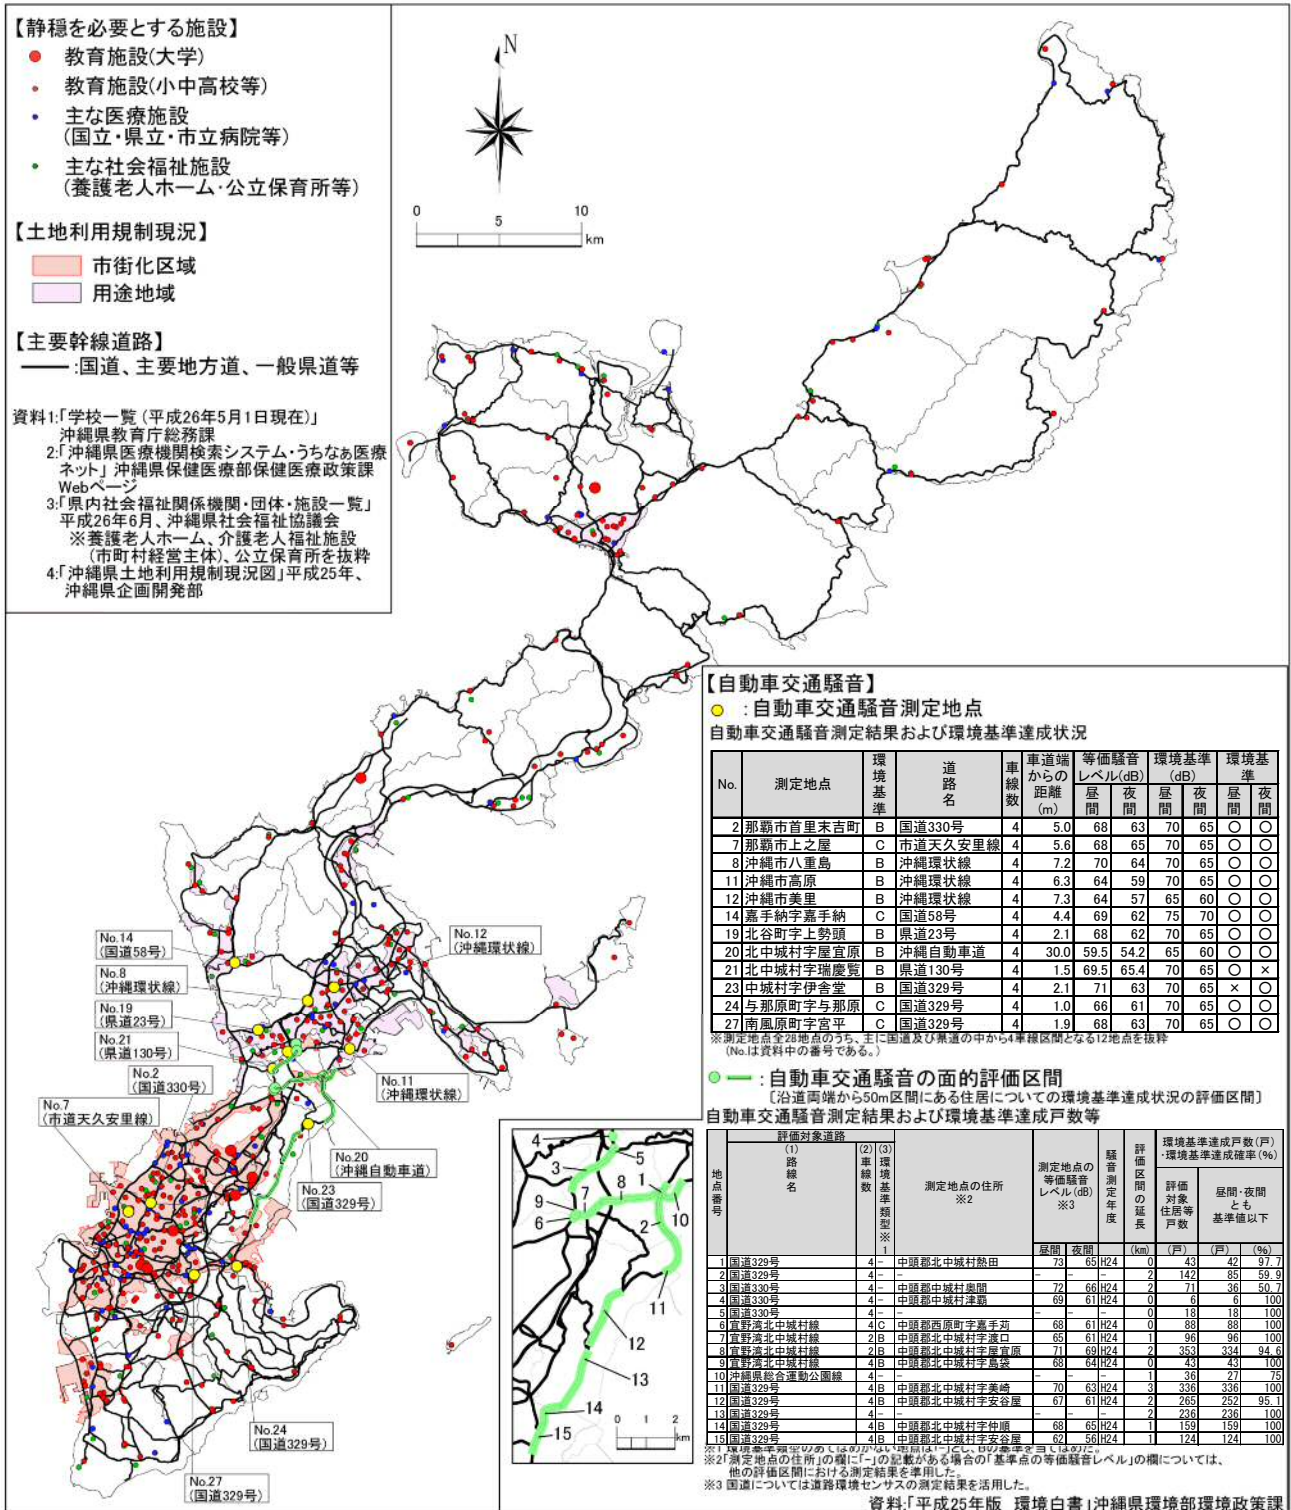 【静穏を必要とする施設】
教育施設(大学)
教育施設(小中高校等)
主な医療施設
(国立・県立・市立病院等)
主な社会福祉施設
(養護老人ホーム・公立保育所等)
【土地利用規制現況】
市街化区域
用途地域
【主要幹線道路】
:国道、主要地方道、一般県道等
資料1:「学校一覧(平成26年5月1日現在)」
沖縄県教育庁総務課
2:「沖縄県医療機関検索システム・うちなぁ医療
ネット」沖縄県保健医療部保健医療政策課
Webページ
3:「県内社会福祉関係機関・団体・施設一覧」
平成26年6月、沖縄県社会福祉協議会
※養護老人ホーム、介護老人福祉施設
(市町村経営主体)、公立保育所を抜粋
4:「沖縄県土地利用規制現況図」平成25年、
沖縄県企画開発部
N
0 5 10
km
No.14
(国道58号)
No.8
(沖縄環状線)
No.19
(県道23号)
No.21
(県道130号)
No.2
(国道330号)
No.7
(市道天久安里線)
No.12
(沖縄環状線)
No.11
(沖縄環状線)
No.20
(沖縄自動車道)
No.23
(国道329号)
No.24
(国道329号)
No.27
(国道329号)
【自動車交通騒音】
:自動車交通騒音測定地点
自動車交通騒音測定結果および環境基準達成状況
No. 測定地点 環境基準 道路名 車線数 車道端からの距離(m) 等価騒音レベル(dB) 環境基準(dB) 環境基準
昼間 夜間 昼間 夜間 昼間 夜間
2 那覇市首里末吉町 B 国道330号 4 5.0 68 63 70 65 ○ ○
7 那覇市上之屋 C 市道天久安里線 4 5.6 68 65 70 65 ○ ○
8 沖縄市八重島 B 沖縄環状線 4 7.2 70 64 70 65 ○ ○
11 沖縄市高原 B 沖縄環状線 4 6.3 64 59 70 65 ○ ○
12 沖縄市美里 B 沖縄環状線 4 7.3 64 57 65 60 ○ ○
14 嘉手納字嘉手納 C 国道58号 4 4.4 69 62 75 70 ○ ○
19 北谷町字上勢頭 B 県道23号 4 2.1 68 62 70 65 ○ ○
20 北中城村字屋宜原 B 沖縄自動車道 4 30.0 59.5 54.2 65 60 ○ ○
21 北中城村字瑞慶覧 B 県道130号 4 1.5 69.5 65.4 70 65 ○ ×
23 中城村字伊舎堂 B 国道329号 4 2.1 71 63 70 65 × ○
24 与那原町字与那原 C 国道329号 4 1.0 66 61 70 65 ○ ○
27 南風原町字宮平 C 国道329号 4 1.9 68 63 70 65 ○ ○
※測定地点全28地点のうち、主に国道及び県道の中から4車線区間となる12地点を抜粋
(No.は資料中の番号である。)
:自動車交通騒音の面的評価区間
〔沿道両端から50m区間にある住居についての環境基準達成状況の評価区間〕
自動車交通騒音測定結果および環境基準達成戸数等
地点番号 評価対象道路 測定地点の住所※2 測定地点の等価騒音レベル(dB)※3 騒音測定年度 評価区間の延長 環境基準達成戸数(戸)・環境基準達成確率(%)
(1)路線名 (2)車線数 (3)環境基準類型※1 評価対象住居等戸数 昼間・夜間とも基準値以下
昼間 夜間 (km) (戸) (戸) (%)
1 国道329号 4 - 中頭郡北中城村熱田 73 65 H24 0 43 42 97.7
2 国道329号 4 - - - - - 2 142 85 59.9
3 国道330号 4 - 中頭郡中城村奥間 72 66 H24 2 71 36 50.7
4 国道330号 4 - 中頭郡中城村津覇 69 61 H24 0 6 6 100
5 国道330号 4 - - - - - 0 18 18 100
6 宜野湾北中城村線 4 C 中頭郡西原町字嘉手苅 68 61 H24 0 88 88 100
7 宜野湾北中城村線 2 B 中頭郡北中城村字渡口 65 61 H24 1 96 96 100
8 宜野湾北中城村線 2 B 中頭郡北中城村字屋宜原 71 69 H24 2 353 334 94.6
9 宜野湾北中城村線 4 B 中頭郡北中城村字島袋 68 64 H24 0 43 43 100
10 沖縄県総合運動公園線 4 - - - - - 1 36 27 75
11 国道329号 4 B 中頭郡北中城村字美崎 70 63 H24 3 336 336 100
12 国道329号 4 B 中頭郡北中城村字安谷屋 67 61 H24 2 265 252 95.1
13 国道329号 4 - - - - - 2 236 236 100
14 国道329号 4 B 中頭郡北中城村字仲順 68 65 H24 1 159 159 100
15 国道329号 4 B 中頭郡北中城村字安谷屋 62 56 H24 1 124 124 100
※1 環境基準類型のあてはめがない地点は「-」とし、Bの基準を当てはめた。
※2「測定地点の住所」の欄に「-」の記載がある場合の「基準点の等価騒音レベル」の欄については、
他の評価区間における測定結果を準用した。
※3 国道については道路環境センサスの測定結果を活用した。
4
5
3
1
8
7
9
6
2
10
11
12
13
14
15
0 1 2
km
資料:「平成25年版 環境白書」沖縄県環境部環境政策課